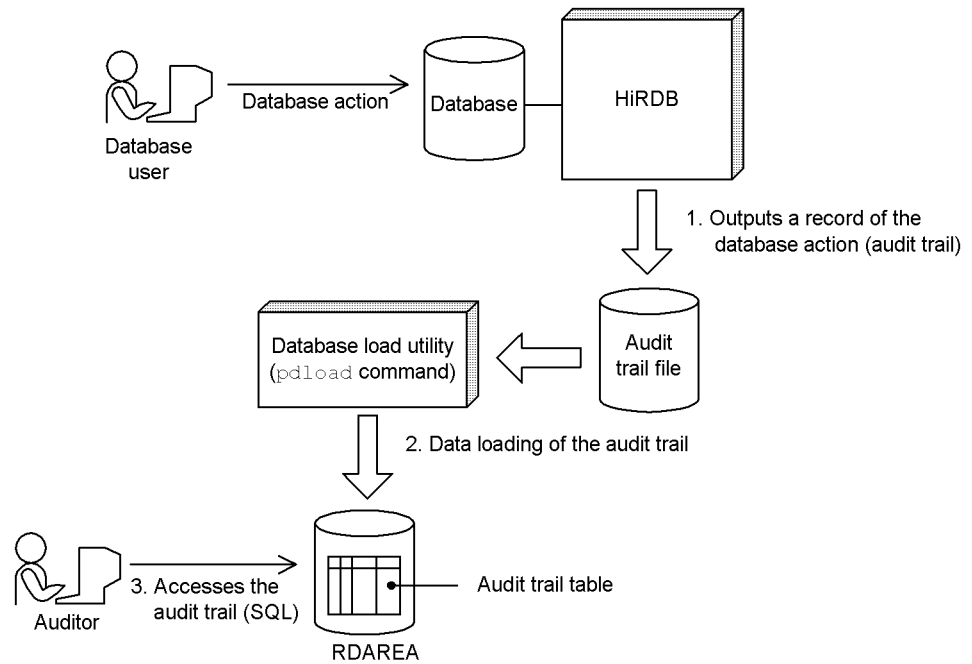 HiRDB
Database
Database action
Database
user
1. Outputs a record of the
database action (audit trail)
Audit
trail file
Database load utility
(pdload command)
2. Data loading of the audit trail
3. Accesses the
audit trail (SQL)
Auditor
Audit trail table
RDAREA